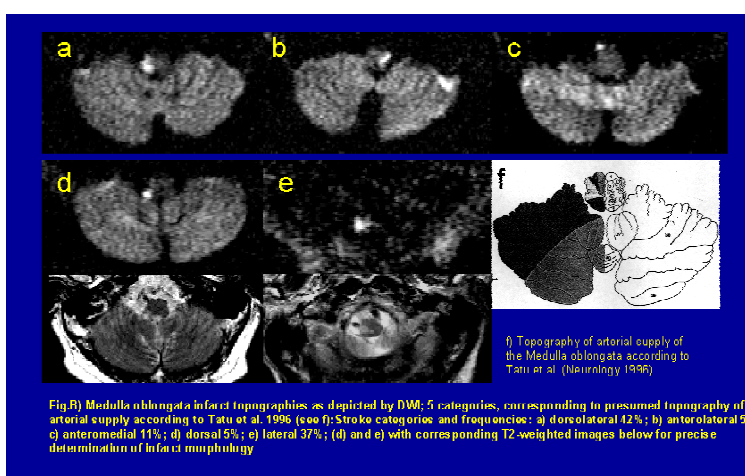 a
b
c
d
e
f
f) Topography of artorial supply of
the Medulla oblongata according to
Tatu et al. (Neurology 1996)
Fig.B) Medulla oblongata infarct topographies as depicted by DWI; 5 categories, corresponding to presumed topography of
arterial supply according to Tatu et al. 1996 (see f):Stroke categories and frequencies: a) dorsolateral 42%; b) anterolateral 5
c) anteromedial 11%; d) dorsal 5%; e) lateral 37%; (d) and e) with corresponding T2-weighted images below for precise
determination of infarct morphology